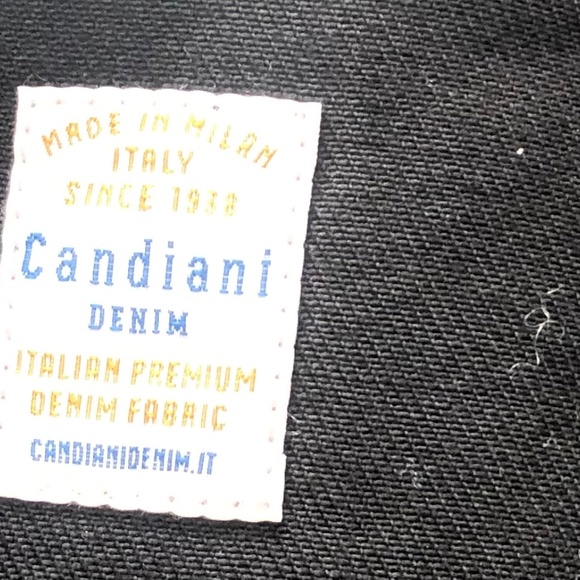 MADE IN MILAN
ITALY
SINCE 1938
Candiani
DENIM
ITALIAN PREMIUM
DENIM FABRIC
CANDIANIDENIM.IT